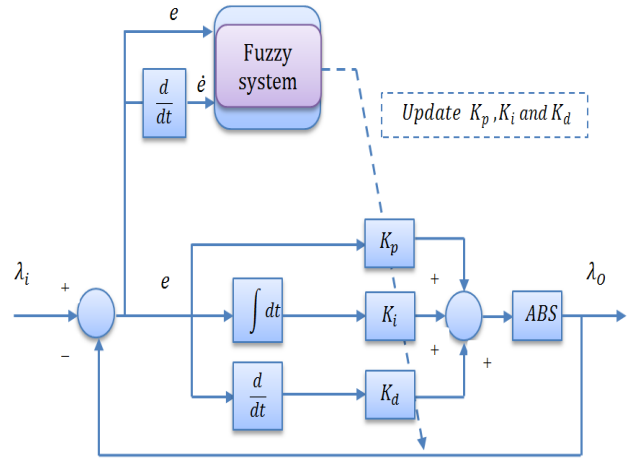 e
Fuzzy
system
d
dt
ė
Update K_p ,K_i and K_d
K_p
λ_i
+
e
λ_O
+
∫ dt
K_i
ABS
−
+
+
d
dt
K_d